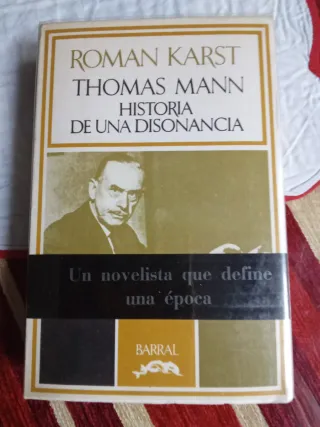 ROMAN KARST
THOMAS MANN
HISTORIA
DE UNA DISONANCIA
Un novelista que define
una época
BARRAL